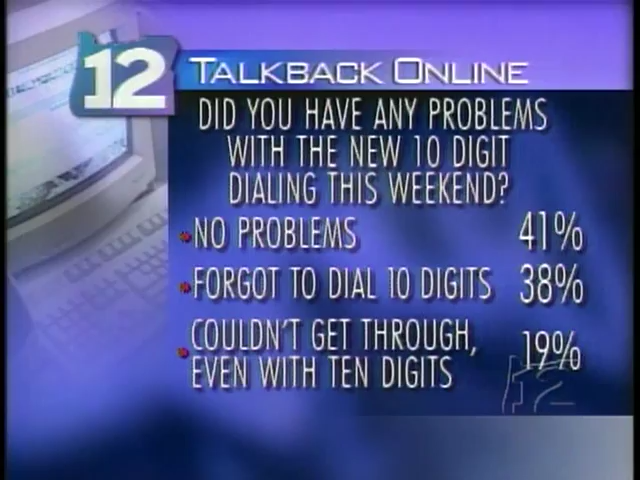 12
TALKBACK ONLINE
DID YOU HAVE ANY PROBLEMS
WITH THE NEW 10 DIGIT
DIALING THIS WEEKEND?
NO PROBLEMS 41%
FORGOT TO DIAL 10 DIGITS 38%
COULDN'T GET THROUGH, 19%
EVEN WITH TEN DIGITS
12